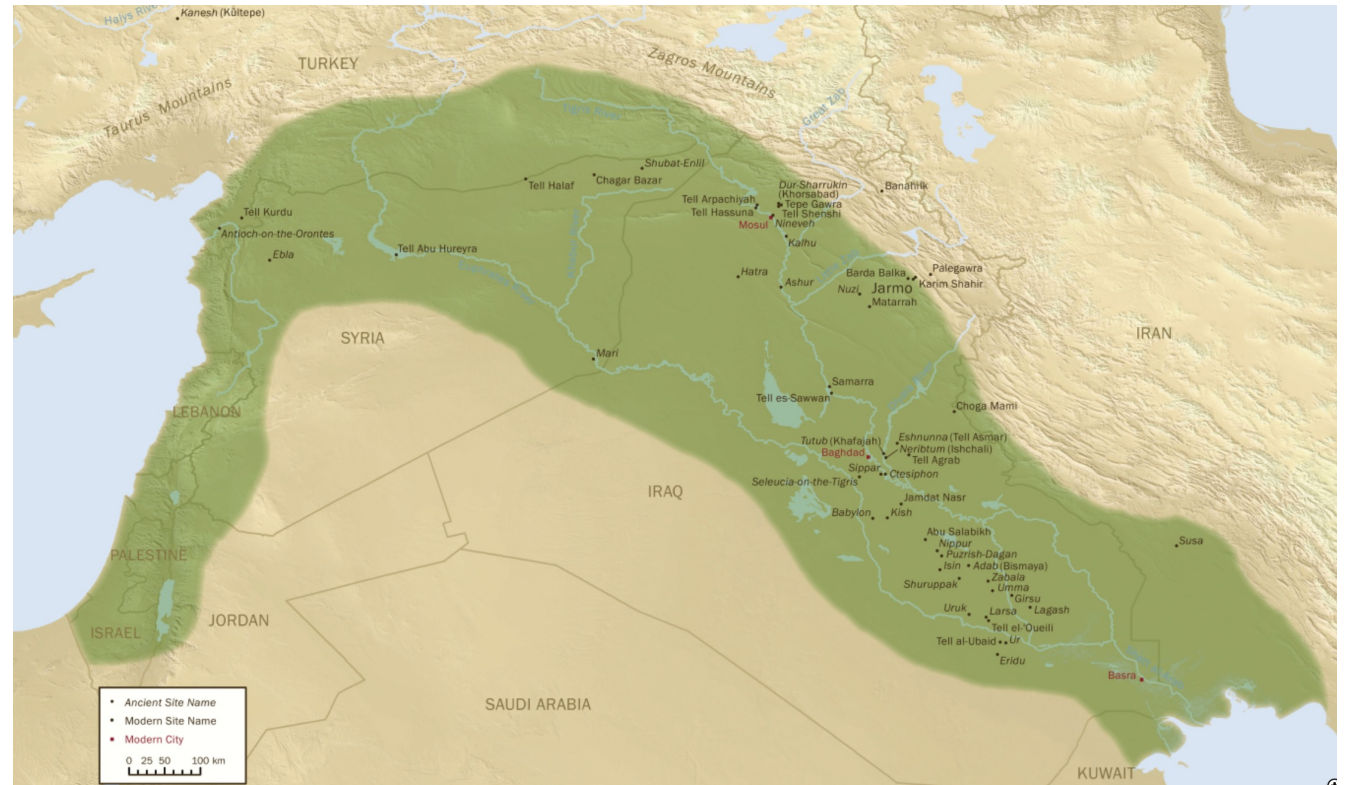 Halys River
Kanesh (Kültepe)
TURKEY
Zagros Mountains
Taurus Mountains
Great Zab
Tigris River
Shubat-Enlil
Chagar Bazar
Tell Halaf
Bananilk
Dur-Sharrukin
(Khorsabad)
Tell Arpachiyah
Tepe Gawra
Tell Hassuna
Tell Shenshi
Mosul
Nineveh
Kalhu
Tell Kurdu
Antioch-on-the-Orontes
Ebla
Tell Abu Hureyra
Hatra
Ashur
Barda Balka
Palegawra
Karim Shahir
Nuzi
Jarmo
Matarrah
SYRIA
IRAN
Mari
Samarra
Tell es-Sawwan
Choga Mami
LEBANON
Tutub (Khafajah)
Eshnunna (Tell Asmar)
Neribtum (Ishchali)
Baghdad
Tell Agrab
Sippar
Ctesiphon
Seleucia-on-the-Tigris
IRAQ
Jamdat Nasr
Babylon
Kish
Abu Salabikh
Nippur
Puzrish-Dagan
Isin
Adab (Bismaya)
Shuruppak
Zabala
Umma
Girsu
Uruk
Larsa
Lagash
Tell el-'Oueili
Tell al-Ubaid
Ur
Eridu
Susa
PALESTINE
ISRAEL
JORDAN
Basra
SAUDI ARABIA
KUWAIT
Ancient Site Name
Modern Site Name
Modern City
0 25 50 100 km